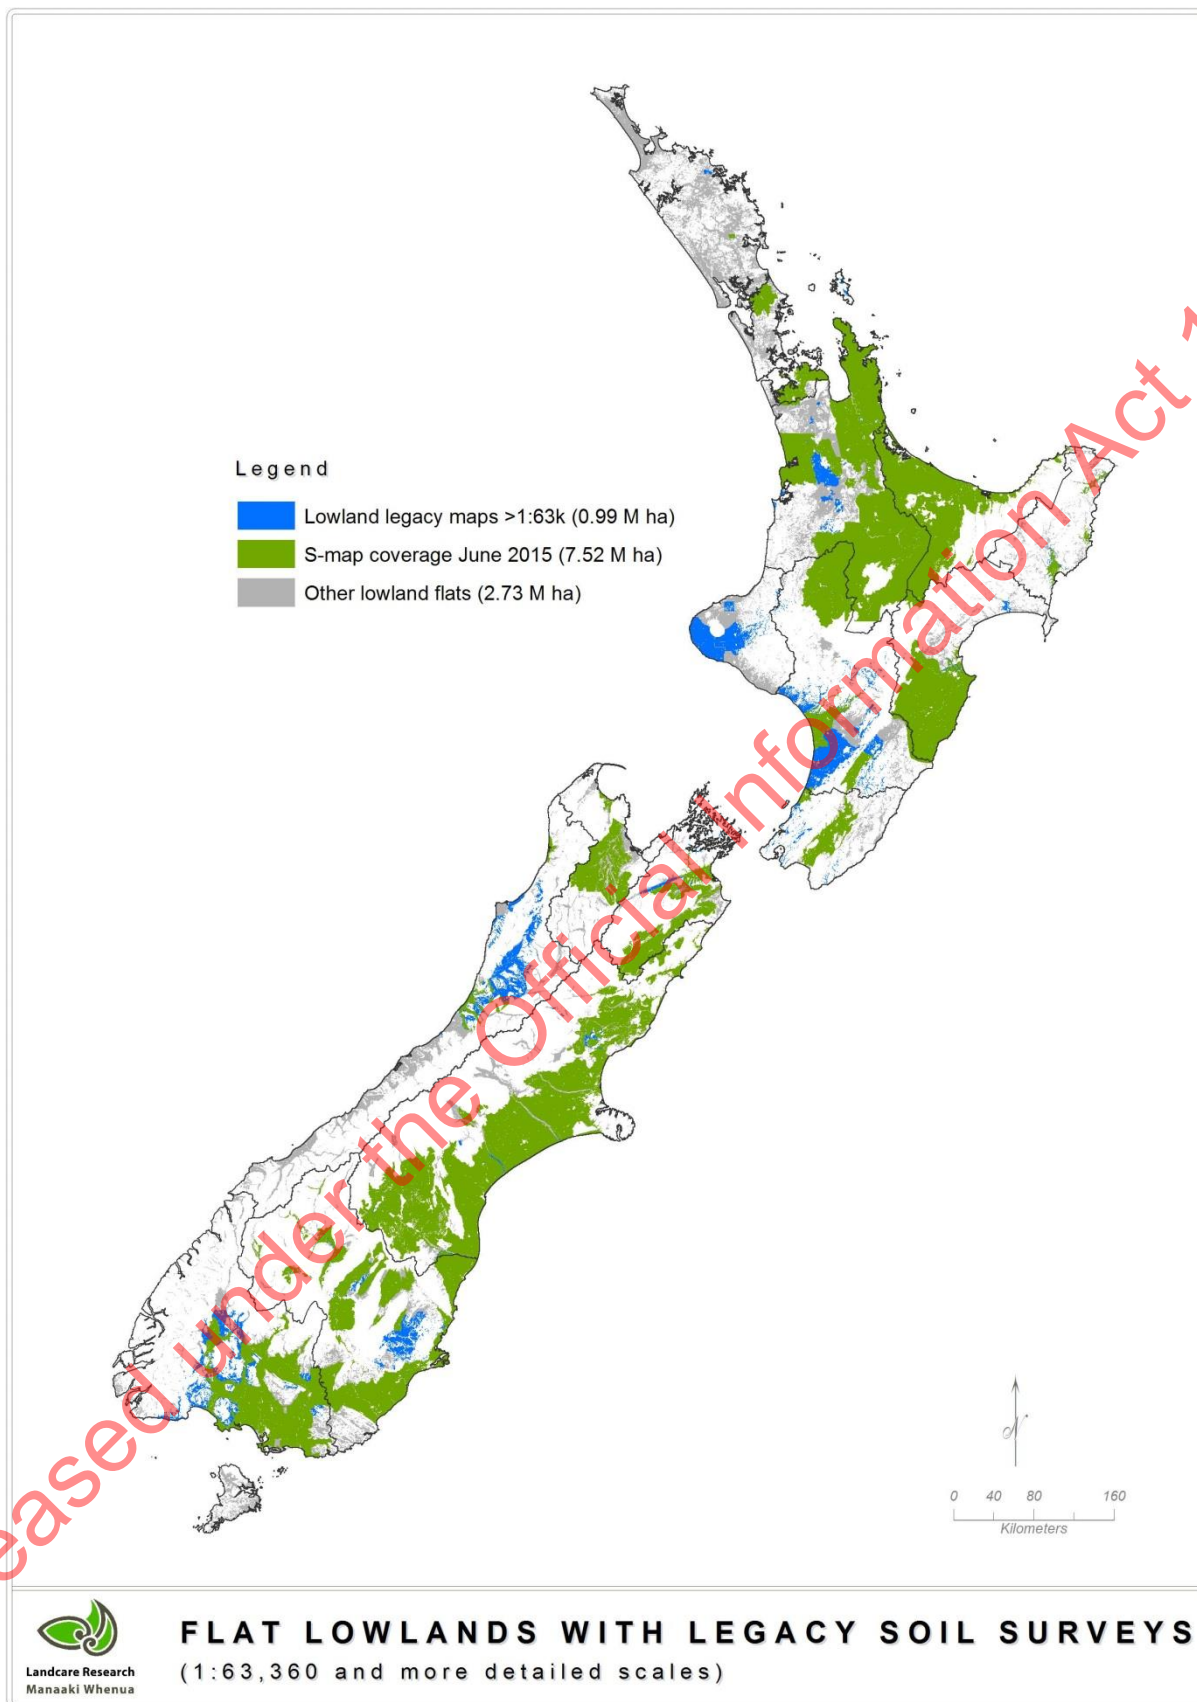 Legend
Lowland legacy maps >1:63k (0.99 M ha)
S-map coverage June 2015 (7.52 M ha)
Other lowland flats (2.73 M ha)
eased under the Official Information Act 1
N
0 40 80 160
Kilometers
FLAT LOWLANDS WITH LEGACY SOIL SURVEYS
(1:63,360 and more detailed scales)
Landcare Research
Manaaki Whenua